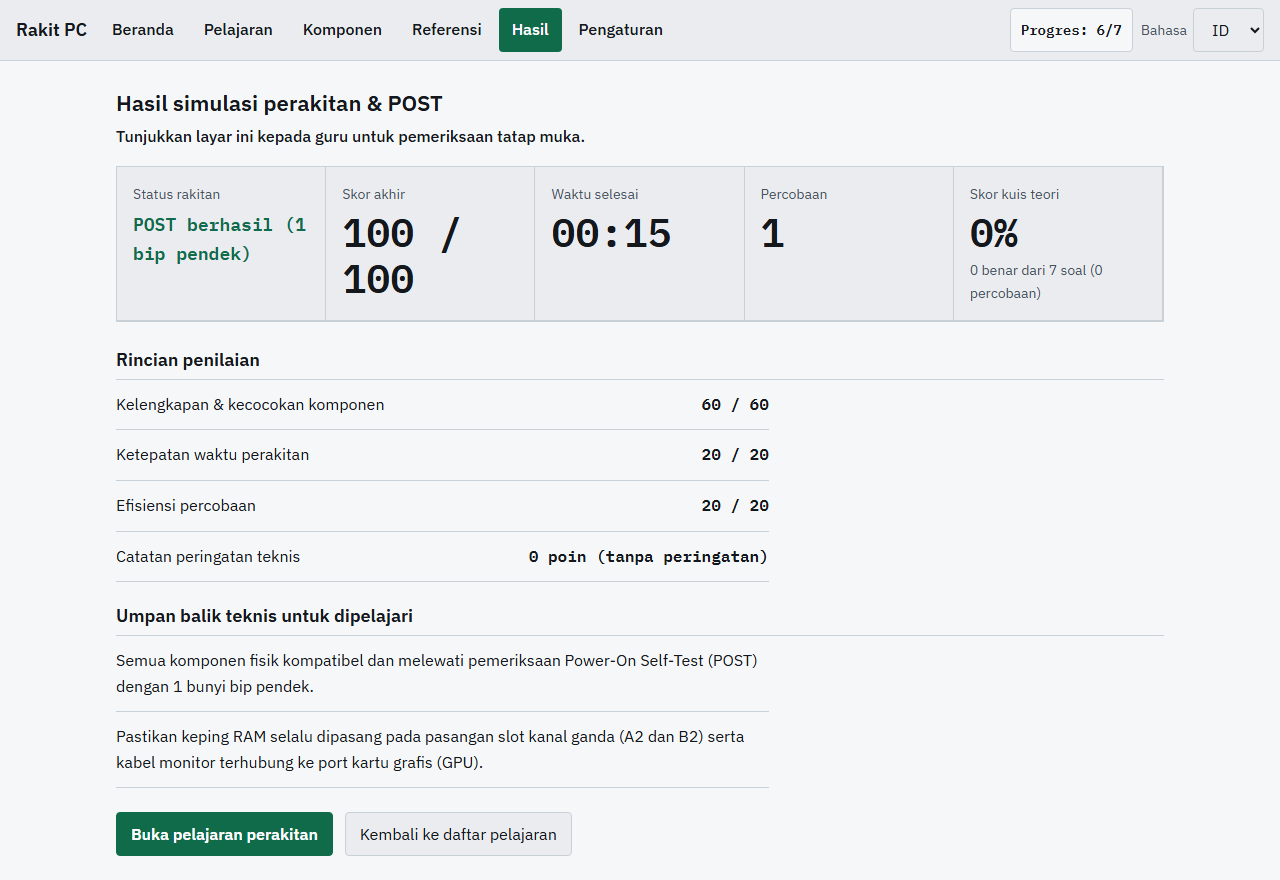 Rakit PC Beranda Pelajaran Komponen Referensi Hasil Pengaturan Progres: 6/7 Bahasa ID
Hasil simulasi perakitan & POST
Tunjukkan layar ini kepada guru untuk pemeriksaan tatap muka.
Status rakitan
POST berhasil (1
bip pendek)
Skor akhir
100 /
100
Waktu selesai
00:15
Percobaan
1
Skor kuis teori
0%
0 benar dari 7 soal (0
percobaan)
Rincian penilaian
Kelengkapan & kecocokan komponen 60 / 60
Ketepatan waktu perakitan 20 / 20
Efisiensi percobaan 20 / 20
Catatan peringatan teknis 0 poin (tanpa peringatan)
Umpan balik teknis untuk dipelajari
Semua komponen fisik kompatibel dan melewati pemeriksaan Power-On Self-Test (POST)
dengan 1 bunyi bip pendek.
Pastikan keping RAM selalu dipasang pada pasangan slot kanal ganda (A2 dan B2) serta
kabel monitor terhubung ke port kartu grafis (GPU).
Buka pelajaran perakitan Kembali ke daftar pelajaran